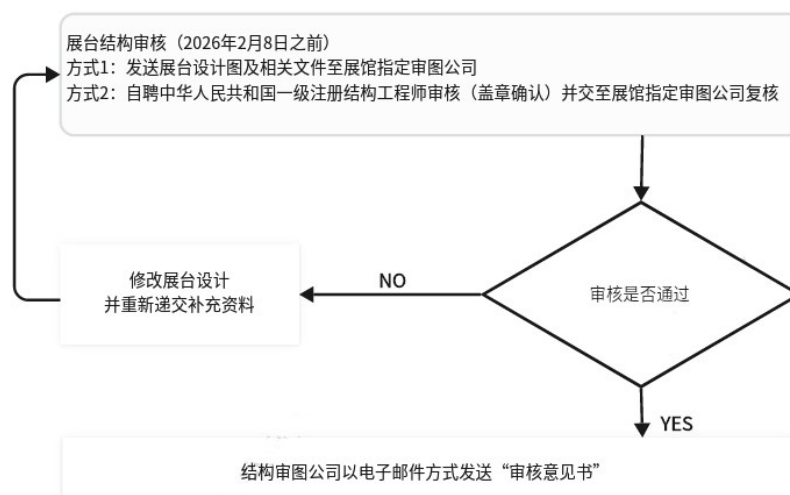 展台结构审核（2026年2月8日之前）
方式1：发送展台设计图及相关文件至展馆指定审图公司
方式2：自聘中华人民共和国一级注册结构工程师审核（盖章确认）并交至展馆指定审图公司复核
修改展台设计
并重新递交补充资料
NO
审核是否通过
YES
结构审图公司以电子邮件方式发送“审核意见书”